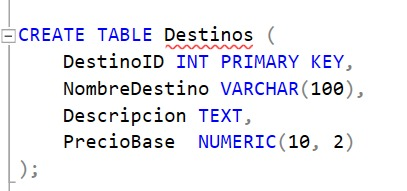 CREATE TABLE Destinos (
    DestinoID INT PRIMARY KEY,
    NombreDestino VARCHAR(100),
    Descripcion TEXT,
    PrecioBase  NUMERIC(10, 2)
);